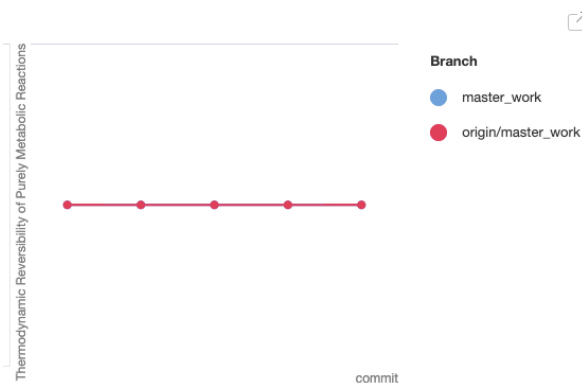 Thermodynamic Reversibility of Purely Metabolic Reactions
Branch
master_work
origin/master_work
commit